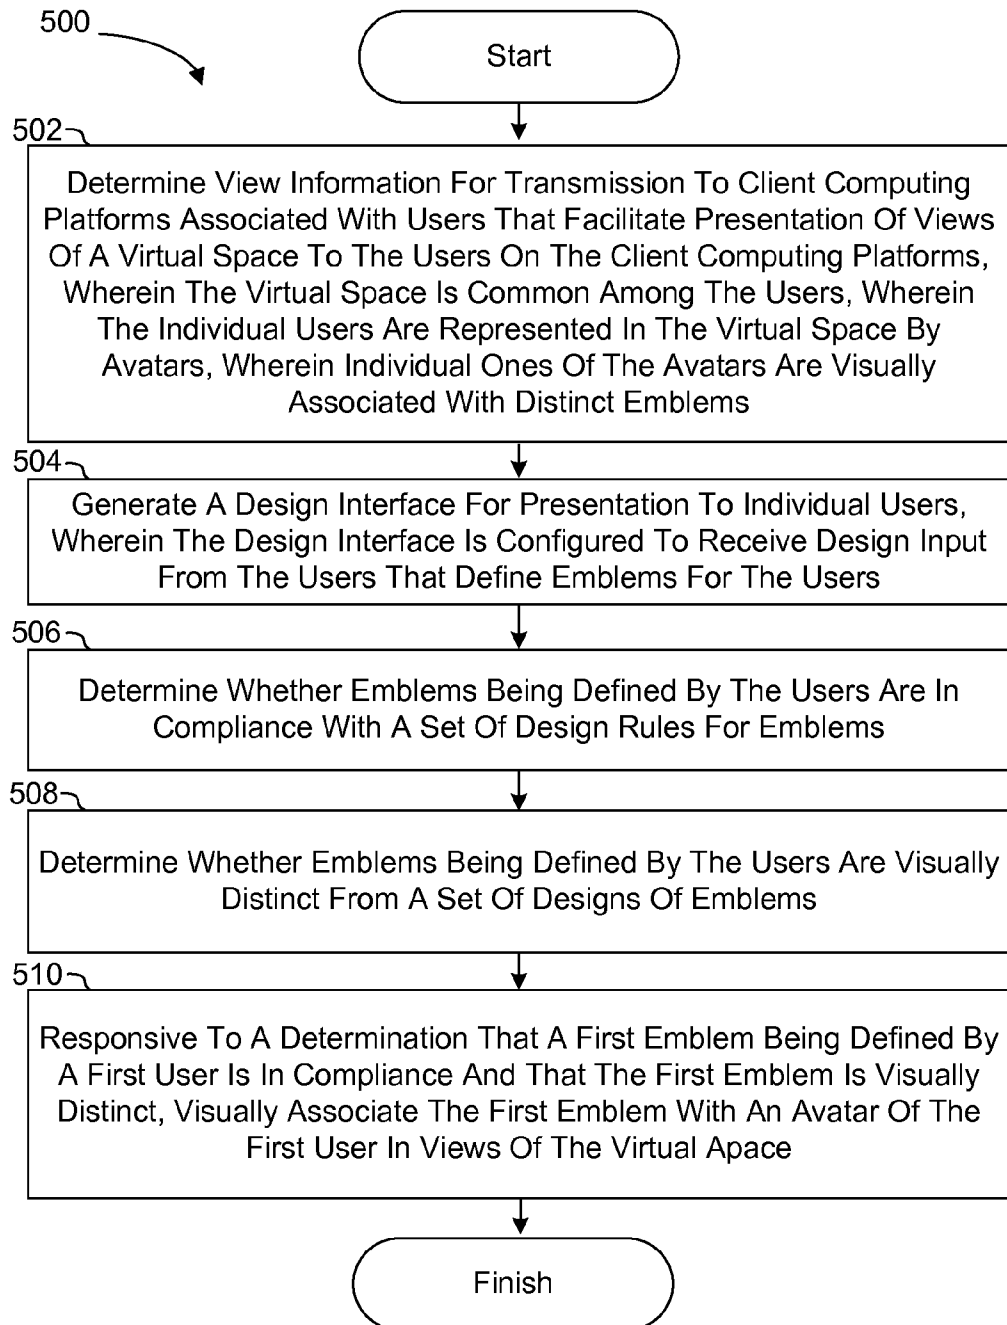 500
Start
502
Determine View Information For Transmission To Client Computing
Platforms Associated With Users That Facilitate Presentation Of Views
Of A Virtual Space To The Users On The Client Computing Platforms,
Wherein The Virtual Space Is Common Among The Users, Wherein
The Individual Users Are Represented In The Virtual Space By
Avatars, Wherein Individual Ones Of The Avatars Are Visually
Associated With Distinct Emblems
504
Generate A Design Interface For Presentation To Individual Users,
Wherein The Design Interface Is Configured To Receive Design Input
From The Users That Define Emblems For The Users
506
Determine Whether Emblems Being Defined By The Users Are In
Compliance With A Set Of Design Rules For Emblems
508
Determine Whether Emblems Being Defined By The Users Are Visually
Distinct From A Set Of Designs Of Emblems
510
Responsive To A Determination That A First Emblem Being Defined By
A First User Is In Compliance And That The First Emblem Is Visually
Distinct, Visually Associate The First Emblem With An Avatar Of The
First User In Views Of The Virtual Apace
Finish